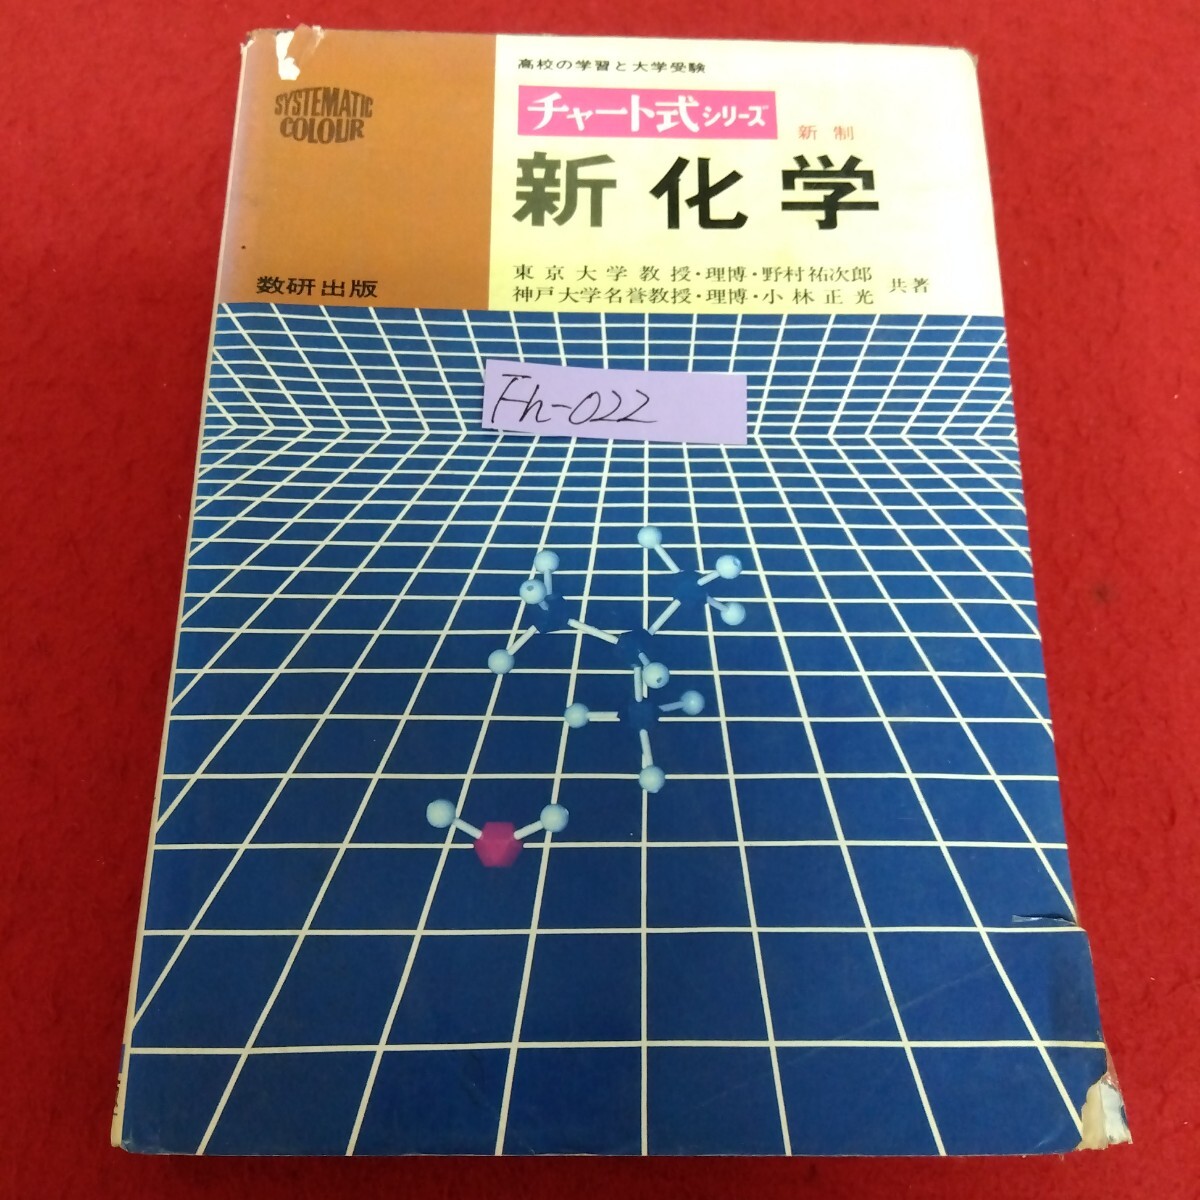 高校の学習と大学受験
SYSTEMATIC
COLOUR
チャート式シリーズ
新制
新化学
東京大学教授・理博・野村祐次郎
神戸大学名誉教授・理博・小林正光
共著
数研出版
Fh-022